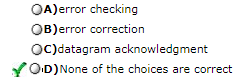 A)error checking
B)error correction
C)datagram acknowledgment
D)None of the choices are correct